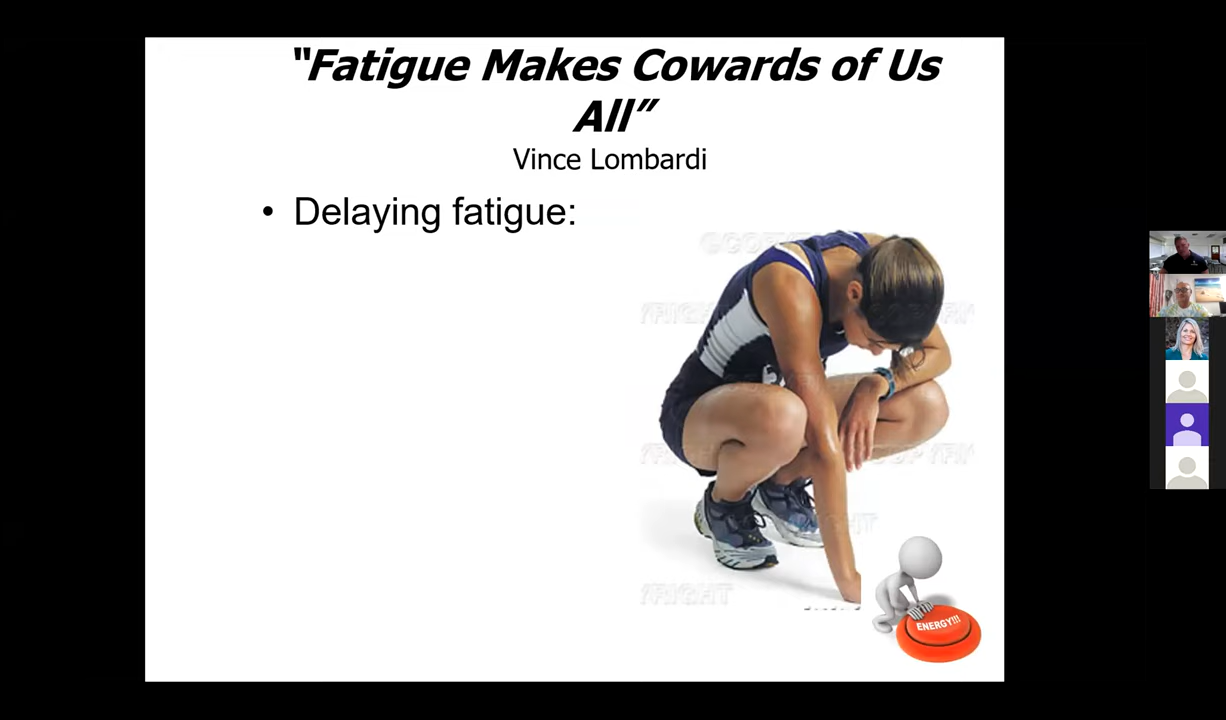 “Fatigue Makes Cowards of Us
All”
Vince Lombardi
• Delaying fatigue:
ENERGY!!!